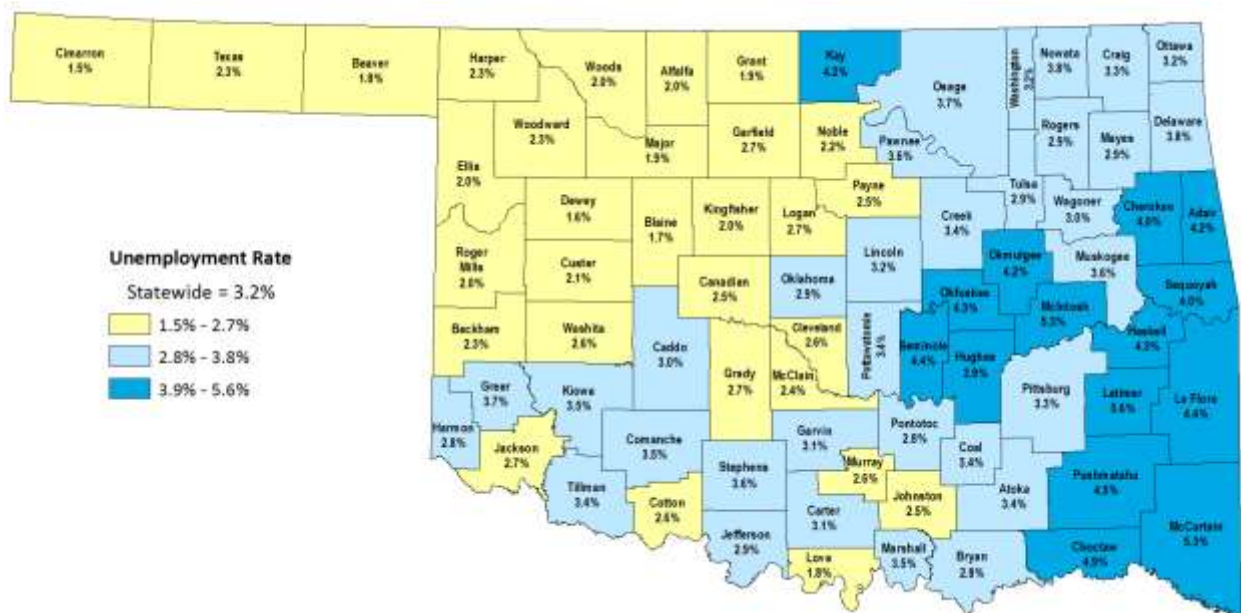 Cimarron
1.5%
Texas
2.3%
Beaver
1.8%
Harper
2.3%
Woods
2.0%
Alfalfa
2.0%
Grant
1.9%
Kay
4.2%
Osage
3.7%
Washington
3.2%
Nowata
3.8%
Craig
3.3%
Ottawa
3.2%
Woodward
2.3%
Major
1.9%
Garfield
2.7%
Noble
2.2%
Pawnee
3.6%
Rogers
2.9%
Mayes
2.9%
Delaware
3.8%
Ellis
2.0%
Dewey
1.6%
Blaine
1.7%
Kingfisher
2.0%
Logan
2.7%
Payne
2.5%
Creek
3.4%
Tulsa
2.9%
Wagoner
3.0%
Cherokee
4.0%
Adair
4.2%
Roger
Mills
2.0%
Custer
2.1%
Canadian
2.5%
Oklahoma
2.9%
Lincoln
3.2%
Okmulgee
4.2%
Muskogee
3.6%
Sequoyah
4.0%
Unemployment Rate
Statewide = 3.2%
1.5% - 2.7%
2.8% - 3.8%
3.9% - 5.6%
Beckham
2.3%
Washita
2.6%
Caddo
3.0%
Grady
2.7%
Cleveland
2.6%
McClain
2.4%
Pottawatomie
3.4%
Seminole
4.4%
Okfuskee
4.3%
Hughes
3.9%
McIntosh
5.3%
Haskell
Pittsburg
3.3%
Latimer
5.6%
Le Flore
4.4%
Harmon
2.8%
Greer
3.7%
Kiowa
3.5%
Jackson
2.7%
Tillman
3.4%
Comanche
3.5%
Cotton
2.6%
Stephens
3.6%
Jefferson
2.9%
Garvin
3.1%
Murray
2.6%
Carter
3.1%
Love
1.8%
Pontotoc
2.8%
Johnston
2.5%
Marshall
3.5%
Coal
3.4%
Atoka
3.4%
Bryan
Pushmataha
Choctaw
4.9%
McCurtain
5.3%